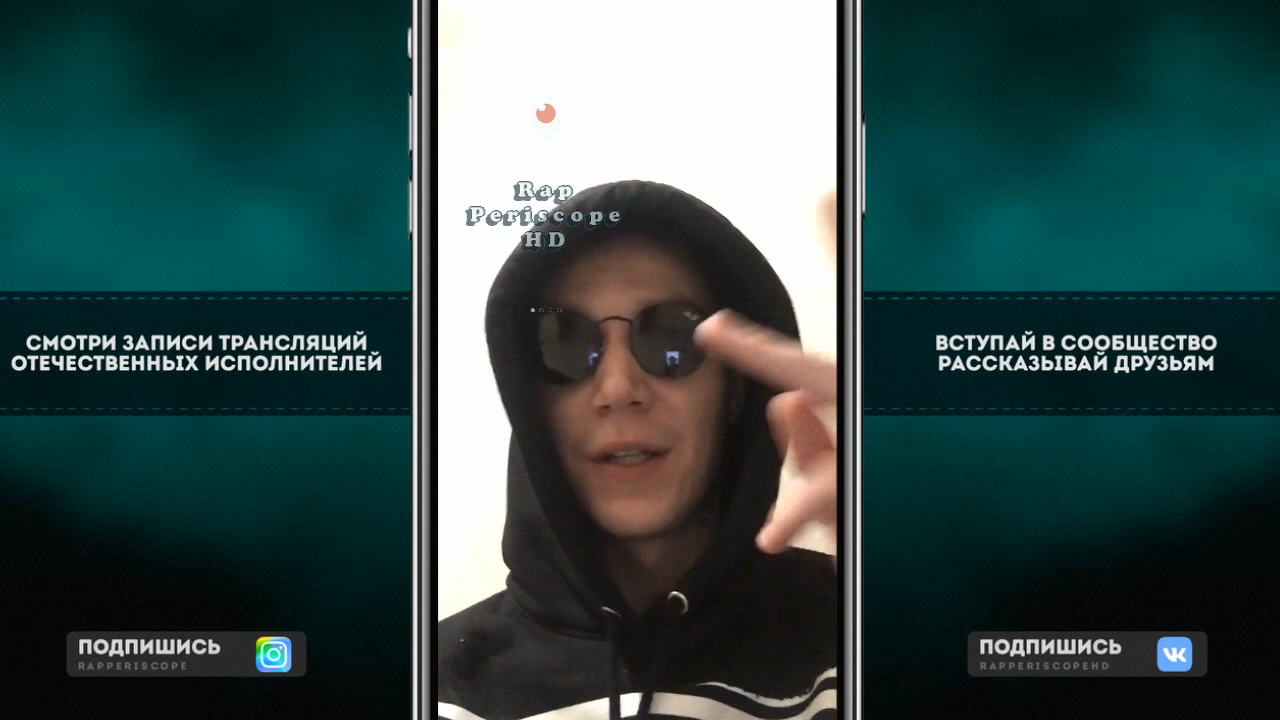 Rap
Periscope
HD
СМОТРИ ЗАПИСИ ТРАНСЛЯЦИЙ
ОТЕЧЕСТВЕННЫХ ИСПОЛНИТЕЛЕЙ
ВСТУПАЙ В СООБЩЕСТВО
РАССКАЗЫВАЙ ДРУЗЬЯМ
ПОДПИШИСЬ
RAPPERISCOPE
ПОДПИШИСЬ
RAPPERISCOPEHD